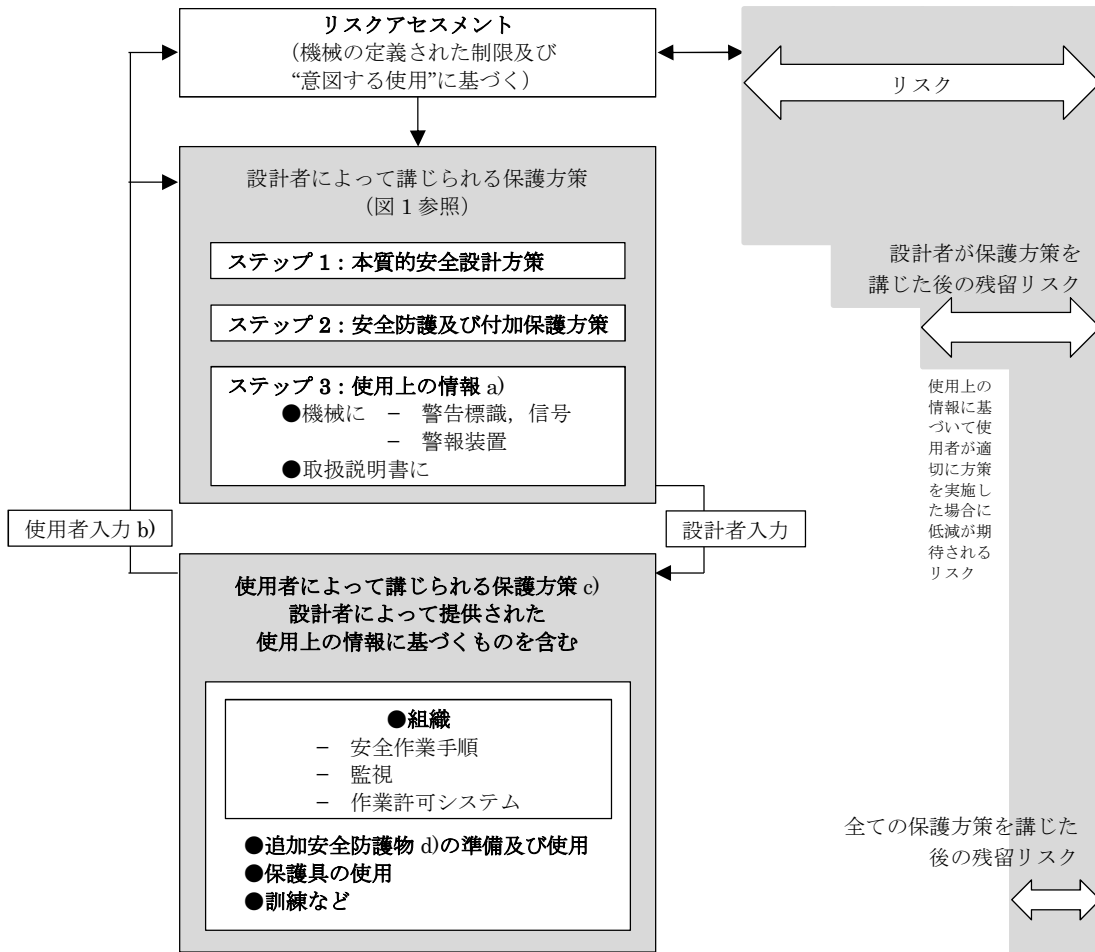 リスクアセスメント
(機械の定義された制限及び
“意図する使用”に基づく)
リスク
設計者によって講じられる保護方策
(図 1 参照)
ステップ 1：本質的安全設計方策
ステップ 2：安全防護及び付加保護方策
ステップ 3：使用上の情報 a)
●機械に － 警告標識，信号
－ 警報装置
●取扱説明書に
設計者が保護方策を
講じた後の残留リスク
使用上の
情報に基
づいて使
用者が適
切に方策
を実施し
た場合に
低減が期
待される
リスク
使用者入力 b)
設計者入力
使用者によって講じられる保護方策 c)
設計者によって提供された
使用上の情報に基づくものを含む
●組織
－ 安全作業手順
－ 監視
－ 作業許可システム
●追加安全防護物 d)の準備及び使用
●保護具の使用
●訓練など
全ての保護方策を講じた
後の残留リスク